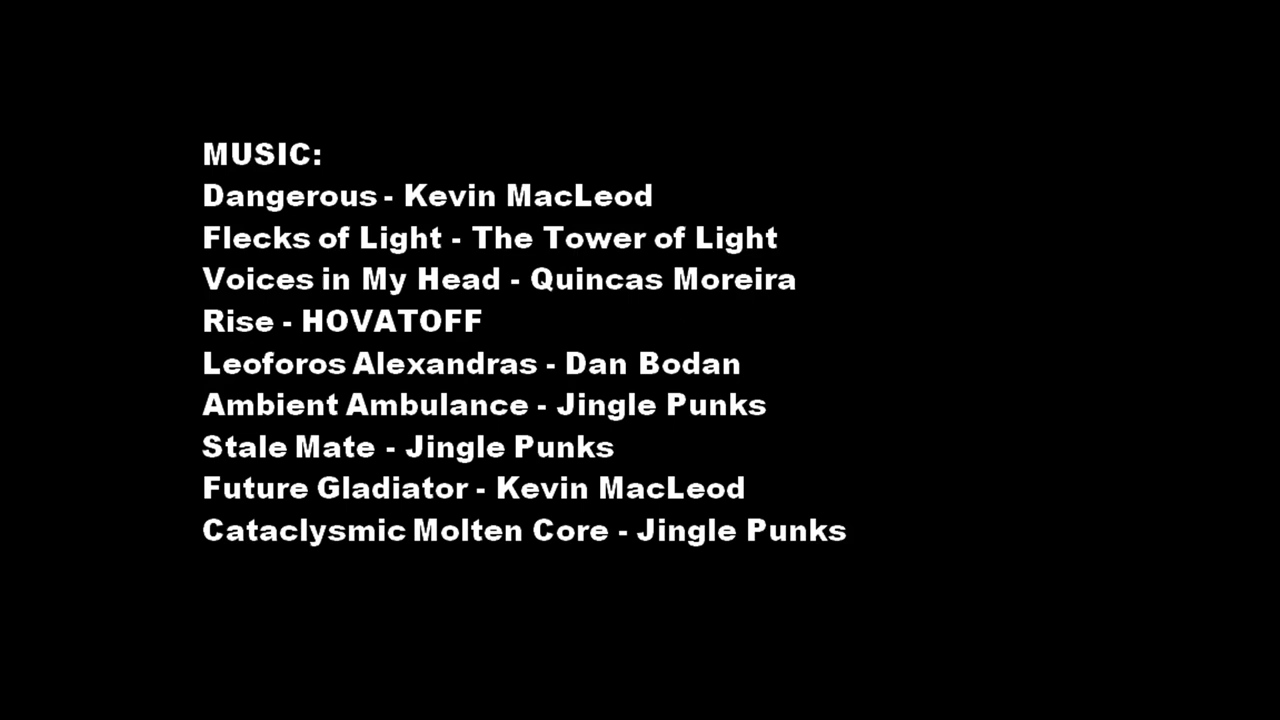 MUSIC:
Dangerous - Kevin MacLeod
Flecks of Light - The Tower of Light
Voices in My Head - Quincas Moreira
Rise - HOVATOFF
Leoforos Alexandras - Dan Bodan
Ambient Ambulance - Jingle Punks
Stale Mate - Jingle Punks
Future Gladiator - Kevin MacLeod
Cataclysmic Molten Core - Jingle Punks